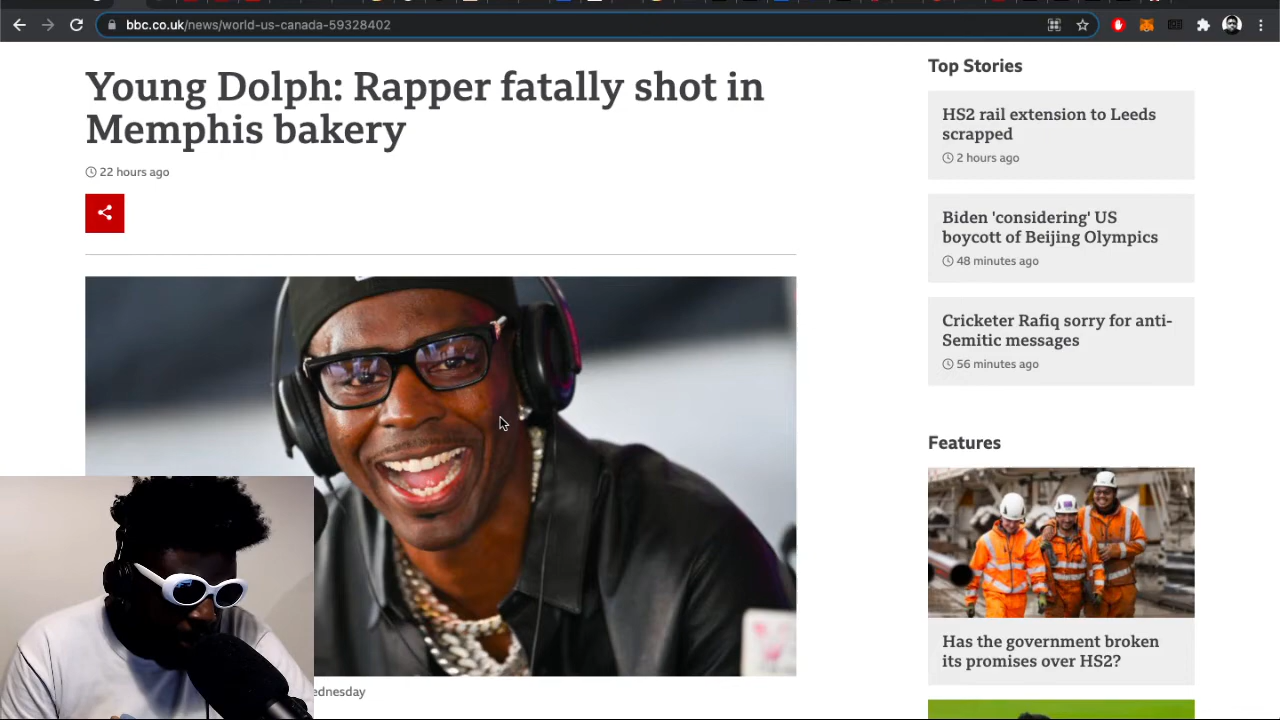 bbc.co.uk/news/world-us-canada-59328402
Young Dolph: Rapper fatally shot in
Memphis bakery
22 hours ago
ednesday
Top Stories
HS2 rail extension to Leeds
scrapped
2 hours ago
Biden 'considering' US
boycott of Beijing Olympics
48 minutes ago
Cricketer Rafiq sorry for anti-
Semitic messages
56 minutes ago
Features
Has the government broken
its promises over HS2?